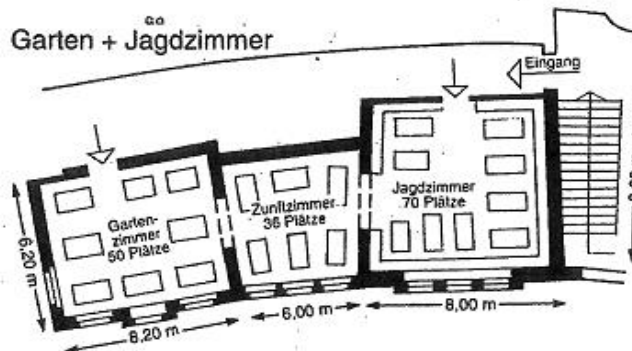 Garten + Jagdzimmer
Eingang
Garten-
zimmer
50 Plätze
Zunftzimmer
36 Plätze
Jagdzimmer
70 Plätze
6,20 m
8,20 m
6,00 m
8,00 m